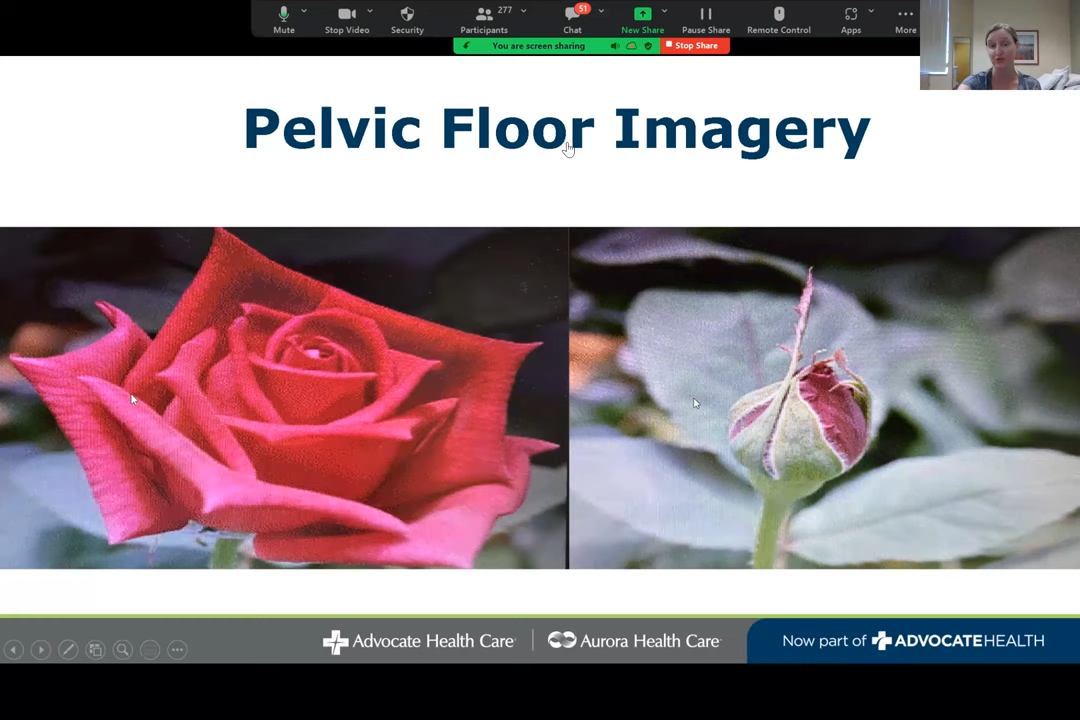 277
51
Mute Stop Video Security Participants Chat New Share Pause Share Remote Control Apps More
You are screen sharing Stop Share
Pelvic Floor Imagery
Advocate Health Care Aurora Health Care Now part of ADVOCATEHEALTH